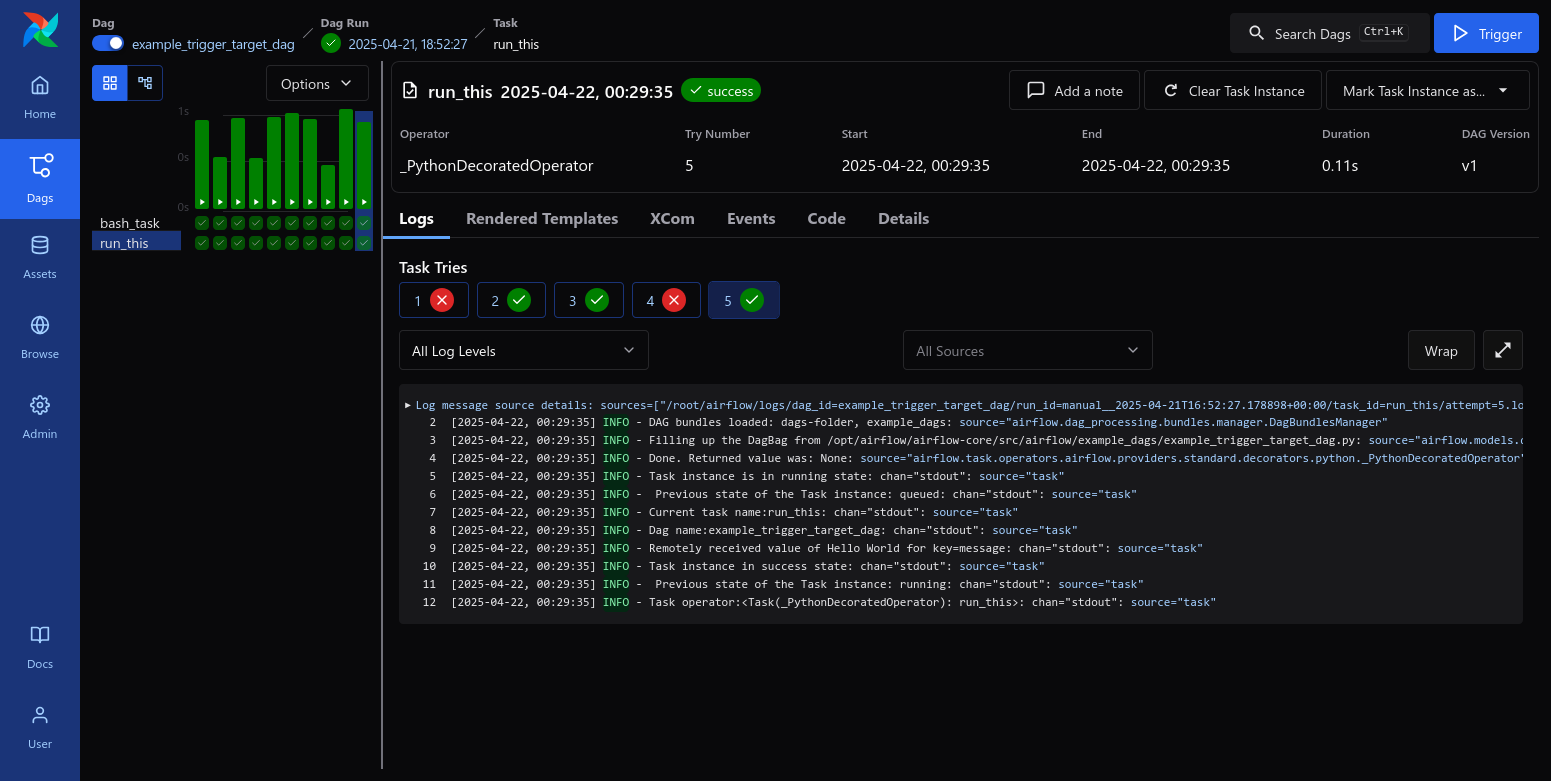 Dag
example_trigger_target_dag
Dag Run
2025-04-21, 18:52:27
Task
run_this
Search Dags Ctrl+K
Trigger
Home
Dags
Assets
Browse
Admin
Docs
User
Options
1s
0s
0s
bash_task
run_this
run_this 2025-04-22, 00:29:35 success
Add a note
Clear Task Instance
Mark Task Instance as...
Operator Try Number Start End Duration DAG Version
_PythonDecoratedOperator 5 2025-04-22, 00:29:35 2025-04-22, 00:29:35 0.11s v1
Logs Rendered Templates XCom Events Code Details
Task Tries
1 2 3 4 5
All Log Levels
All Sources
Wrap
Log message source details: sources=["/root/airflow/logs/dag_id=example_trigger_target_dag/run_id=manual__2025-04-21T16:52:27.178898+00:00/task_id=run_this/attempt=5.lo
2 [2025-04-22, 00:29:35] INFO - DAG bundles loaded: dags-folder, example_dags: source="airflow.dag_processing.bundles.manager.DagBundlesManager"
3 [2025-04-22, 00:29:35] INFO - Filling up the DagBag from /opt/airflow/airflow-core/src/airflow/example_dags/example_trigger_target_dag.py: source="airflow.models.
4 [2025-04-22, 00:29:35] INFO - Done. Returned value was: None: source="airflow.task.operators.airflow.providers.standard.decorators.python._PythonDecoratedOperator"
5 [2025-04-22, 00:29:35] INFO - Task instance is in running state: chan="stdout": source="task"
6 [2025-04-22, 00:29:35] INFO -  Previous state of the Task instance: queued: chan="stdout": source="task"
7 [2025-04-22, 00:29:35] INFO - Current task name:run_this: chan="stdout": source="task"
8 [2025-04-22, 00:29:35] INFO - Dag name:example_trigger_target_dag: chan="stdout": source="task"
9 [2025-04-22, 00:29:35] INFO - Remotely received value of Hello World for key=message: chan="stdout": source="task"
10 [2025-04-22, 00:29:35] INFO - Task instance in success state: chan="stdout": source="task"
11 [2025-04-22, 00:29:35] INFO -  Previous state of the Task instance: running: chan="stdout": source="task"
12 [2025-04-22, 00:29:35] INFO - Task operator:<Task(_PythonDecoratedOperator): run_this>: chan="stdout": source="task"